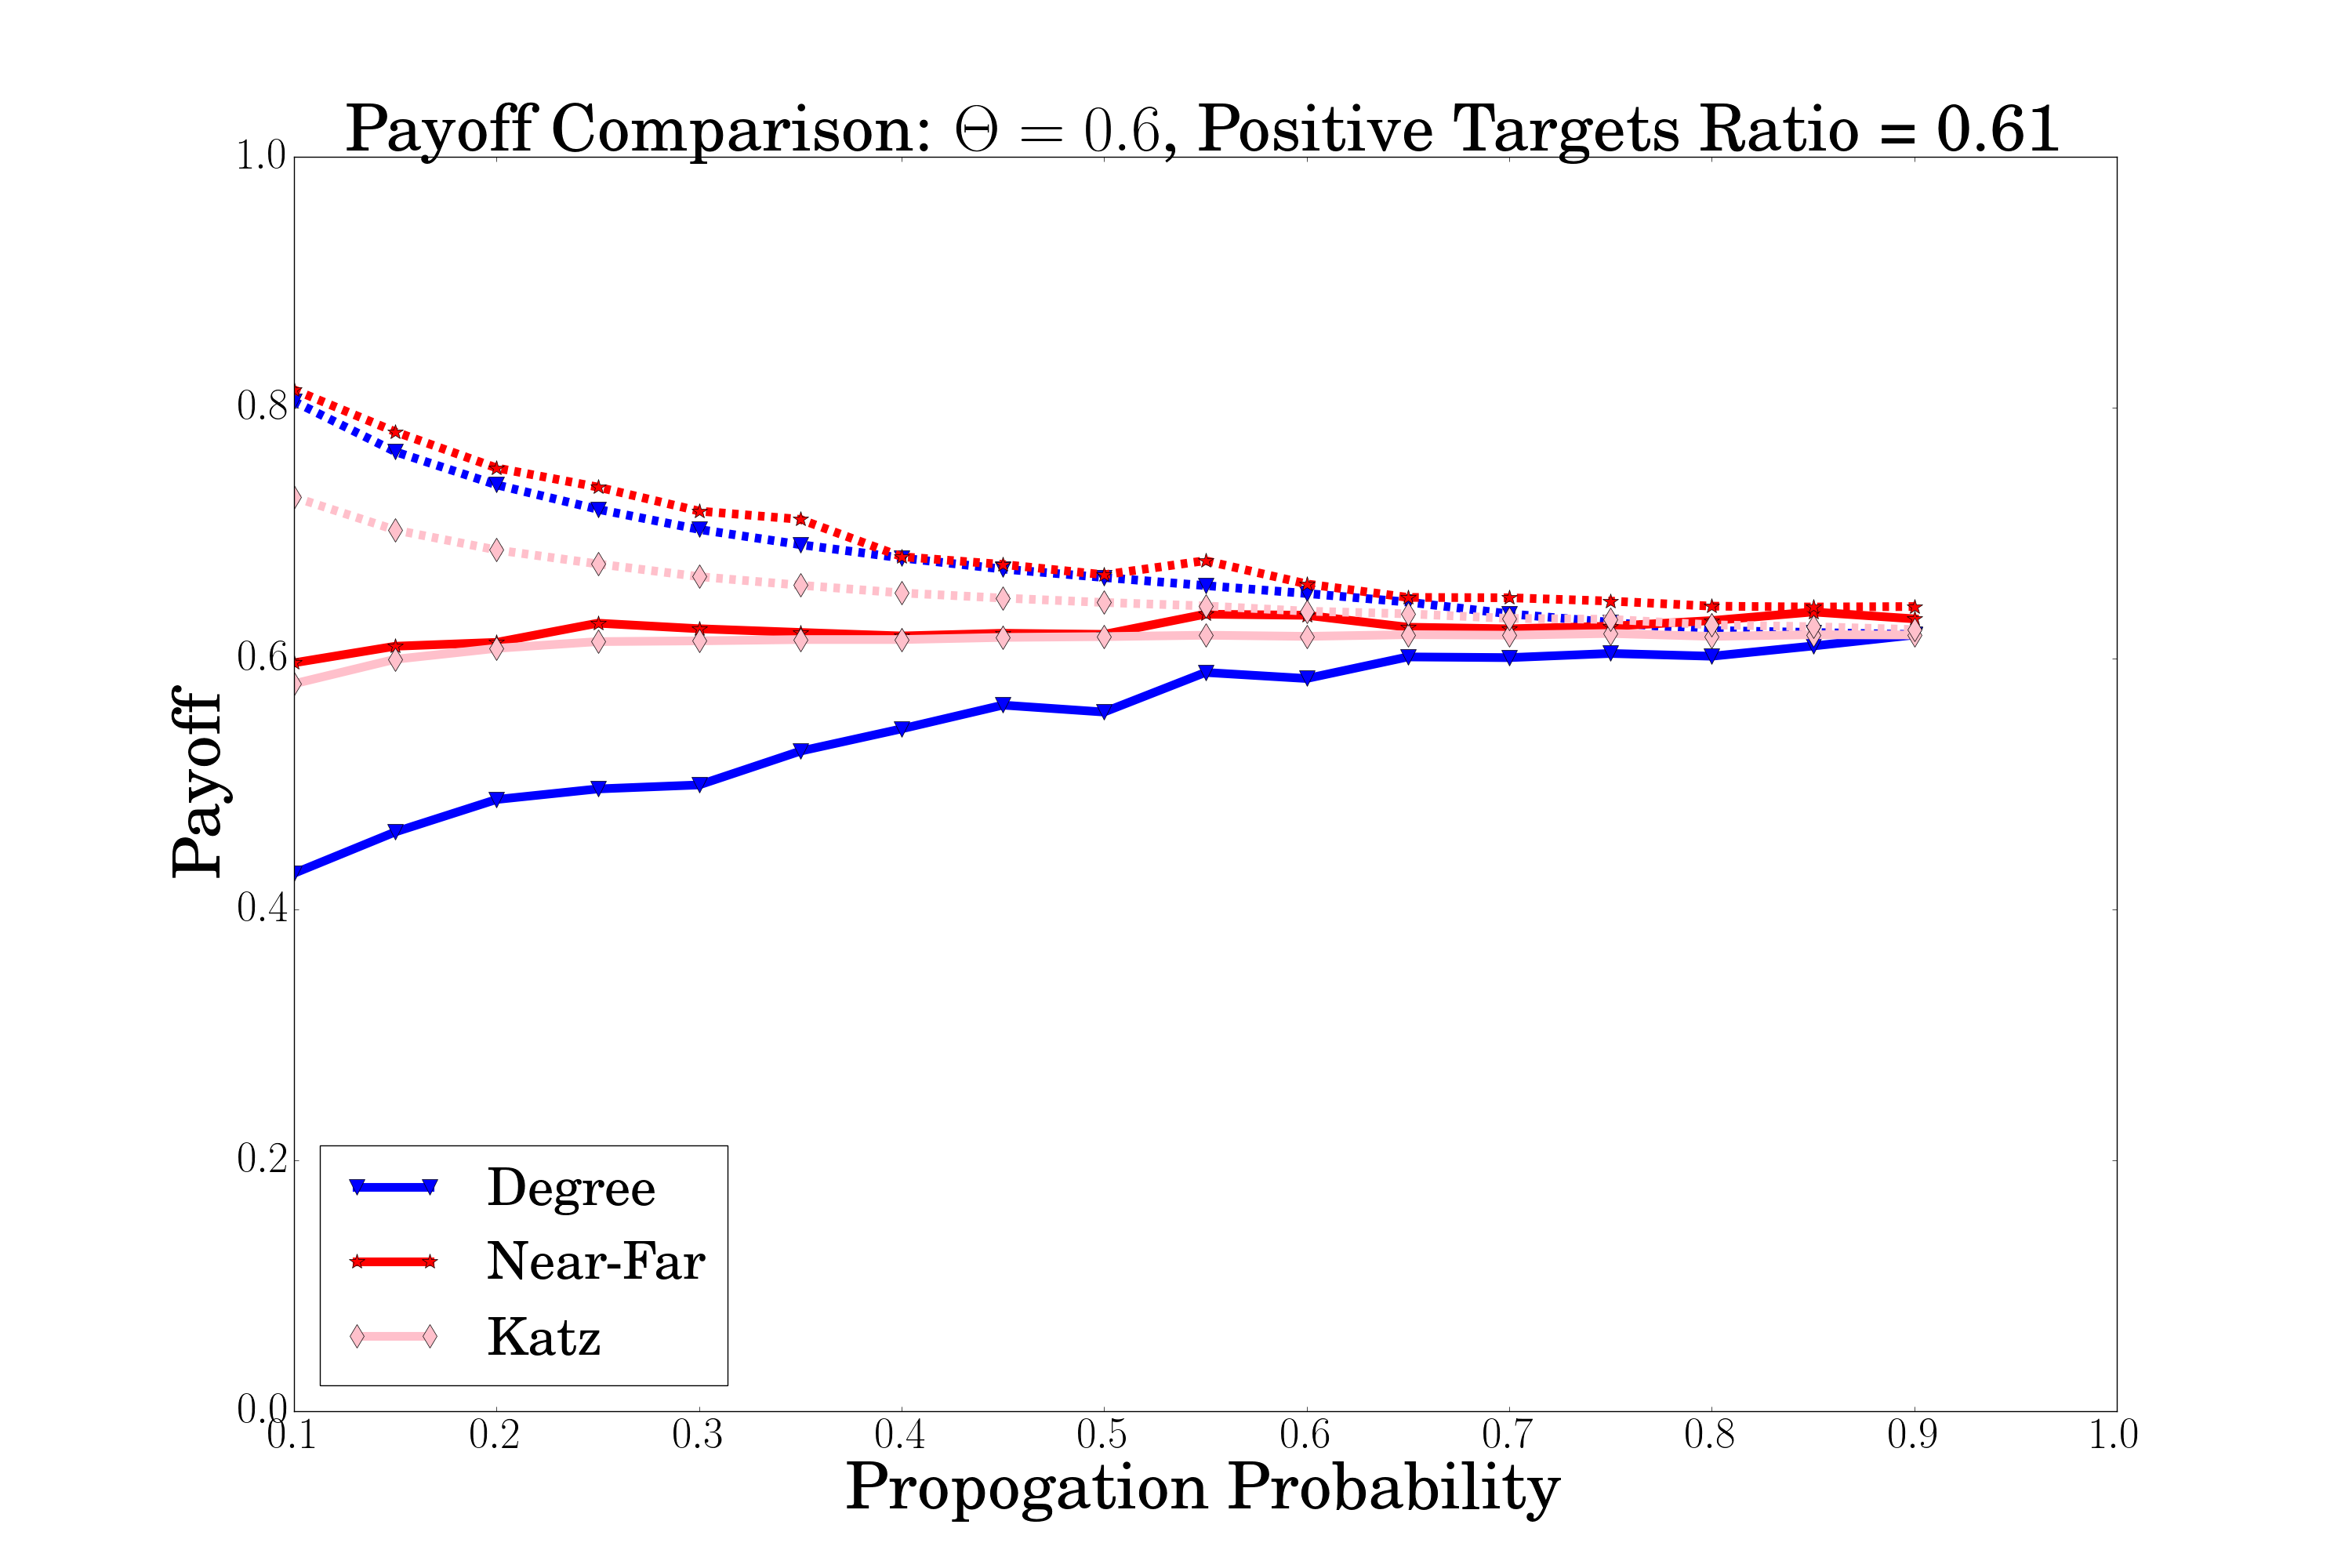 Payoff Comparison: Θ = 0.6, Positive Targets Ratio = 0.61
1.0
0.8
0.6
0.4
0.2
0.0
Payoff
Degree
Near-Far
Katz
0.1 0.2 0.3 0.4 0.5 0.6 0.7 0.8 0.9 1.0
Propogation Probability